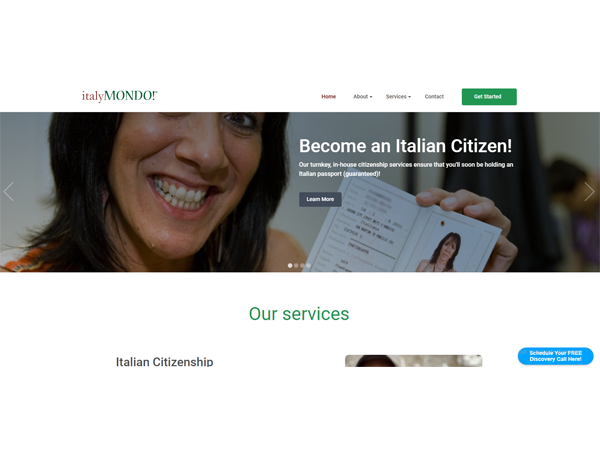 italyMONDO!
Home
About
Services
Contact
Get Started
Become an Italian Citizen!
Our turnkey, in-house citizenship services ensure that you'll soon be holding an
Italian passport (guaranteed)!
Learn More
Our services
Italian Citizenship
Schedule Your FREE
Discovery Call Here!